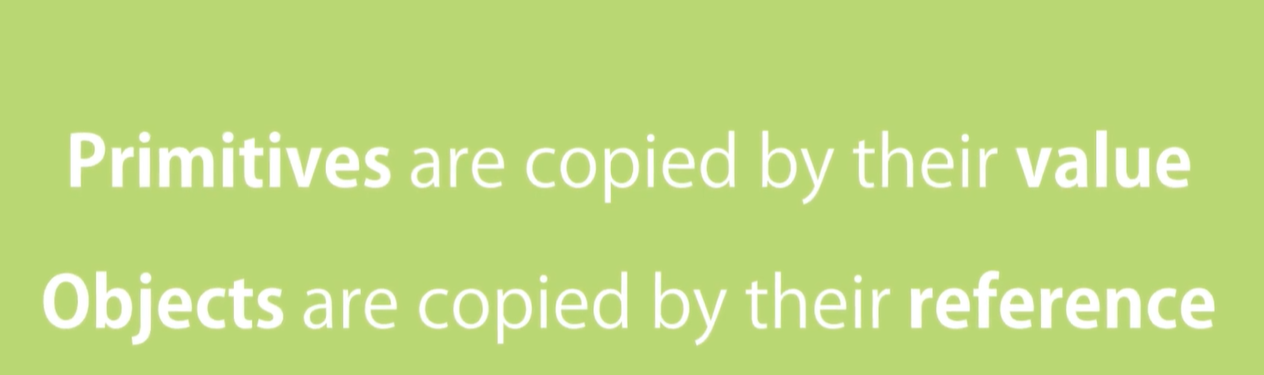 Primitives are copied by their value
Objects are copied by their reference